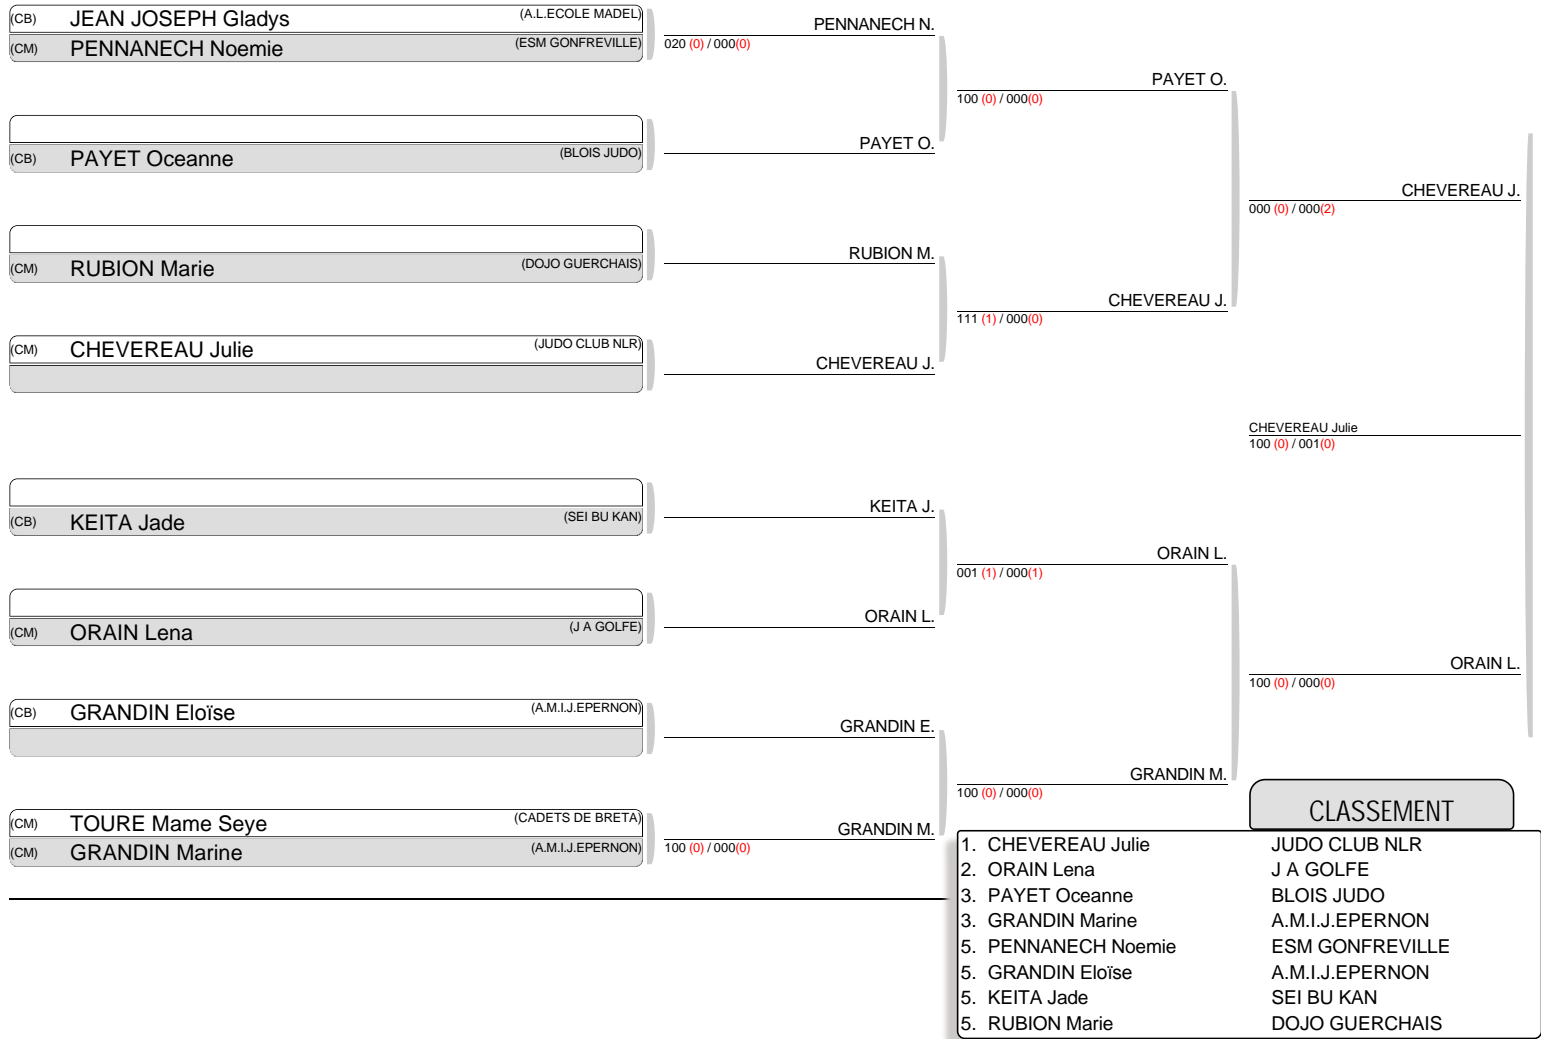 (CB) JEAN JOSEPH Gladys (A.L.ECOLE MADEL)
(CM) PENNANECH Noemie (ESM GONFREVILLE)
PENNANECH N.
020 (0) / 000(0)
PAYET O.
100 (0) / 000(0)
(CB) PAYET Oceanne (BLOIS JUDO)
PAYET O.
CHEVEREAU J.
000 (0) / 000(2)
(CM) RUBION Marie (DOJO GUERCHAIS)
RUBION M.
CHEVEREAU J.
111 (1) / 000(0)
(CM) CHEVEREAU Julie (JUDO CLUB NLR)
CHEVEREAU J.
CHEVEREAU Julie
100 (0) / 001(0)
(CB) KEITA Jade (SEI BU KAN)
KEITA J.
ORAIN L.
001 (1) / 000(1)
(CM) ORAIN Lena (J A GOLFE)
ORAIN L.
ORAIN L.
100 (0) / 000(0)
(CB) GRANDIN Eloïse (A.M.I.J.EPERNON)
GRANDIN E.
GRANDIN M.
100 (0) / 000(0)
(CM) TOURE Mame Seye (CADETS DE BRETA)
(CM) GRANDIN Marine (A.M.I.J.EPERNON)
GRANDIN M.
100 (0) / 000(0)
CLASSEMENT
1. CHEVEREAU Julie JUDO CLUB NLR
2. ORAIN Lena J A GOLFE
3. PAYET Oceanne BLOIS JUDO
3. GRANDIN Marine A.M.I.J.EPERNON
5. PENNANECH Noemie ESM GONFREVILLE
5. GRANDIN Eloïse A.M.I.J.EPERNON
5. KEITA Jade SEI BU KAN
5. RUBION Marie DOJO GUERCHAIS